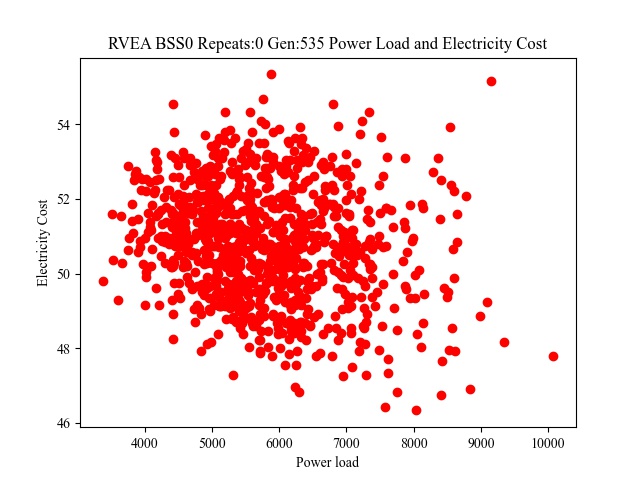 RVEA BSS0 Repeats:0 Gen:535 Power Load and Electricity Cost
54
52
50
48
46
Electricity Cost
4000 5000 6000 7000 8000 9000 10000
Power load